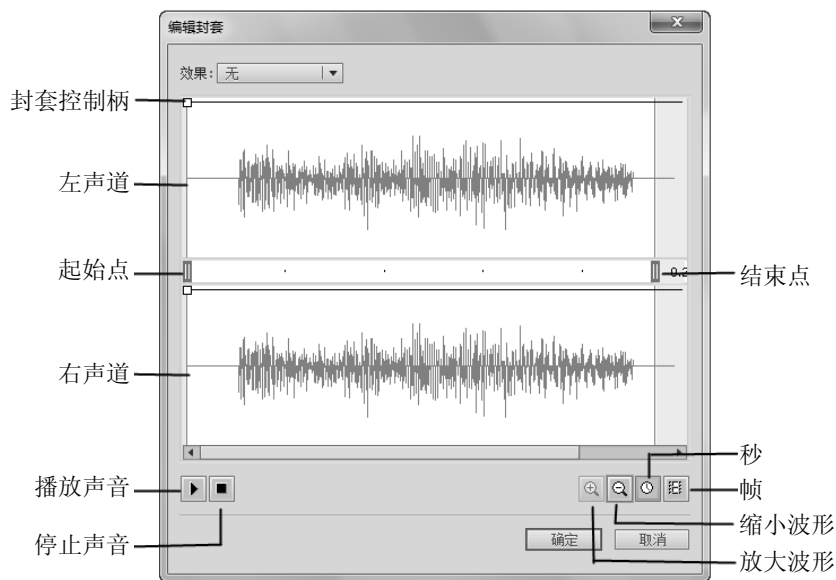 编辑封套
效果: 无
封套控制柄
左声道
起始点
结束点
右声道
秒
播放声音
帧
缩小波形
停止声音
确定
取消
放大波形